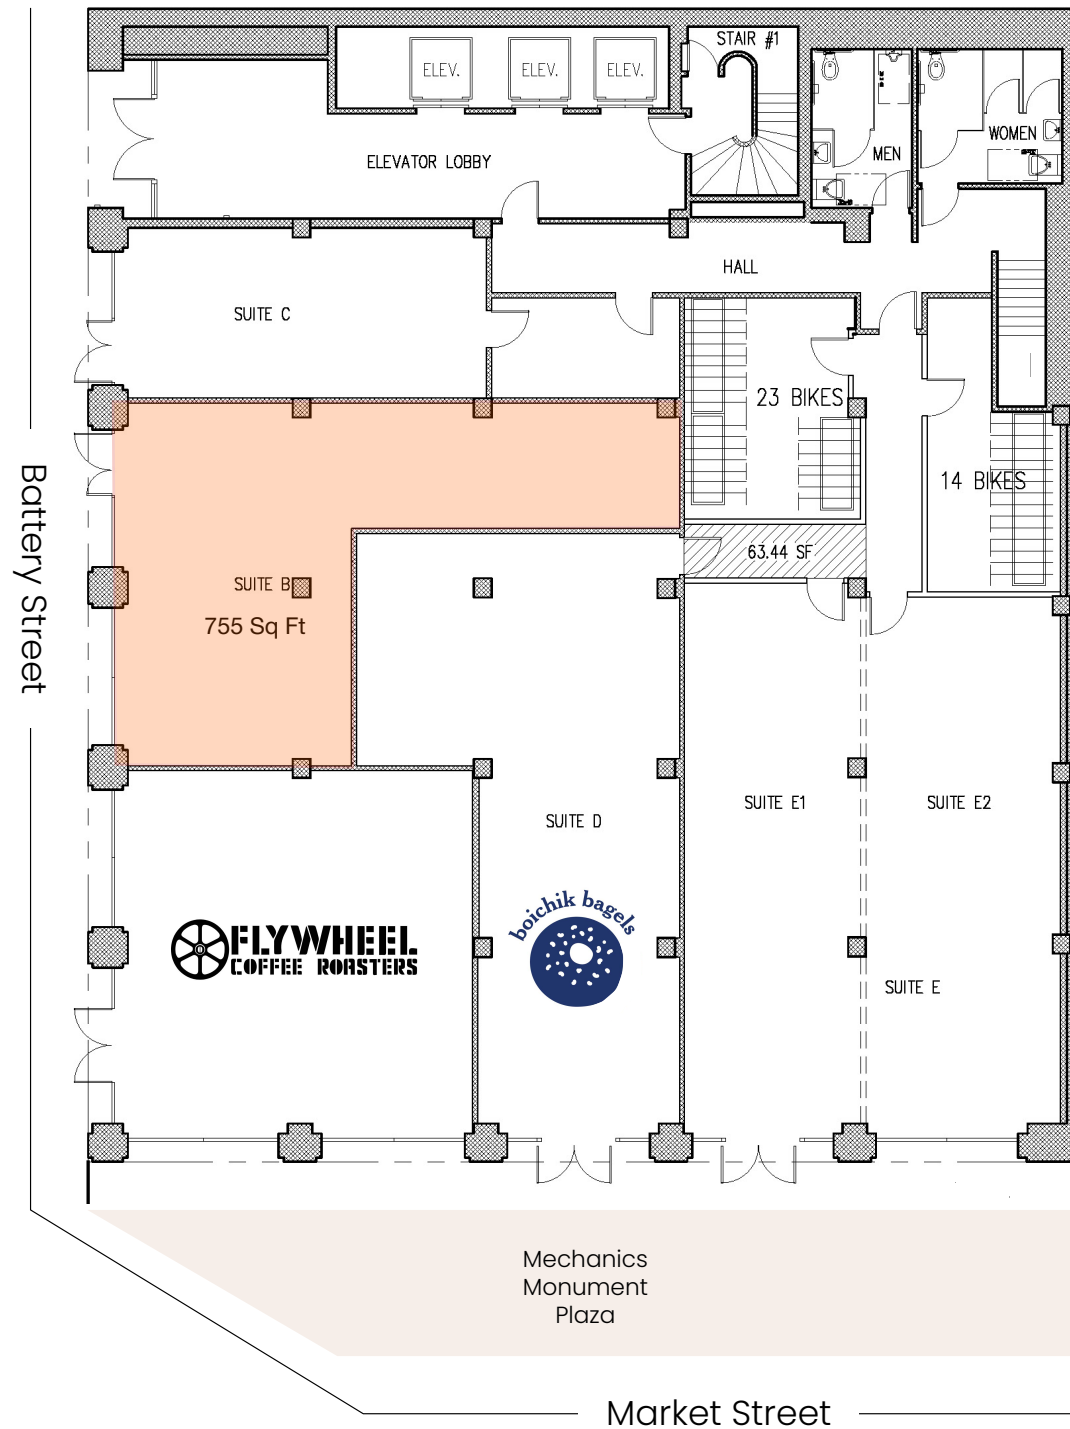 STAIR #1
ELEV.
ELEV.
ELEV.
WOMEN
MEN
ELEVATOR LOBBY
HALL
SUITE C
23 BIKES
14 BIKES
Battery Street
63.44 SF
SUITE B
755 Sq Ft
SUITE E1
SUITE E2
SUITE D
boichik bagels
FLYWHEEL
COFFEE ROASTERS
SUITE E
Mechanics
Monument
Plaza
Market Street